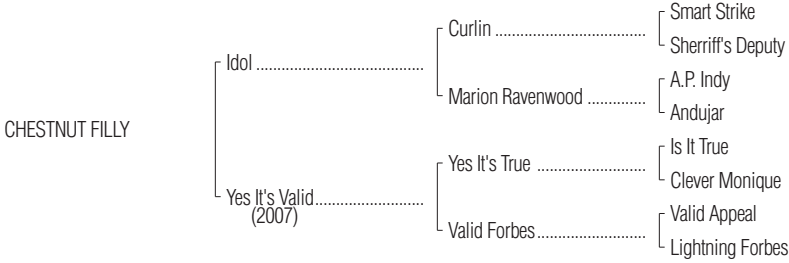 Smart Strike
Curlin ....................................
Sherriff's Deputy
Idol ........................................
A.P. Indy
Marion Ravenwood ..............
Andujar
CHESTNUT FILLY
Is It True
Yes It's True ..........................
Clever Monique
Yes It's Valid..........................
(2007)
Valid Appeal
Valid Forbes..........................
Lightning Forbes